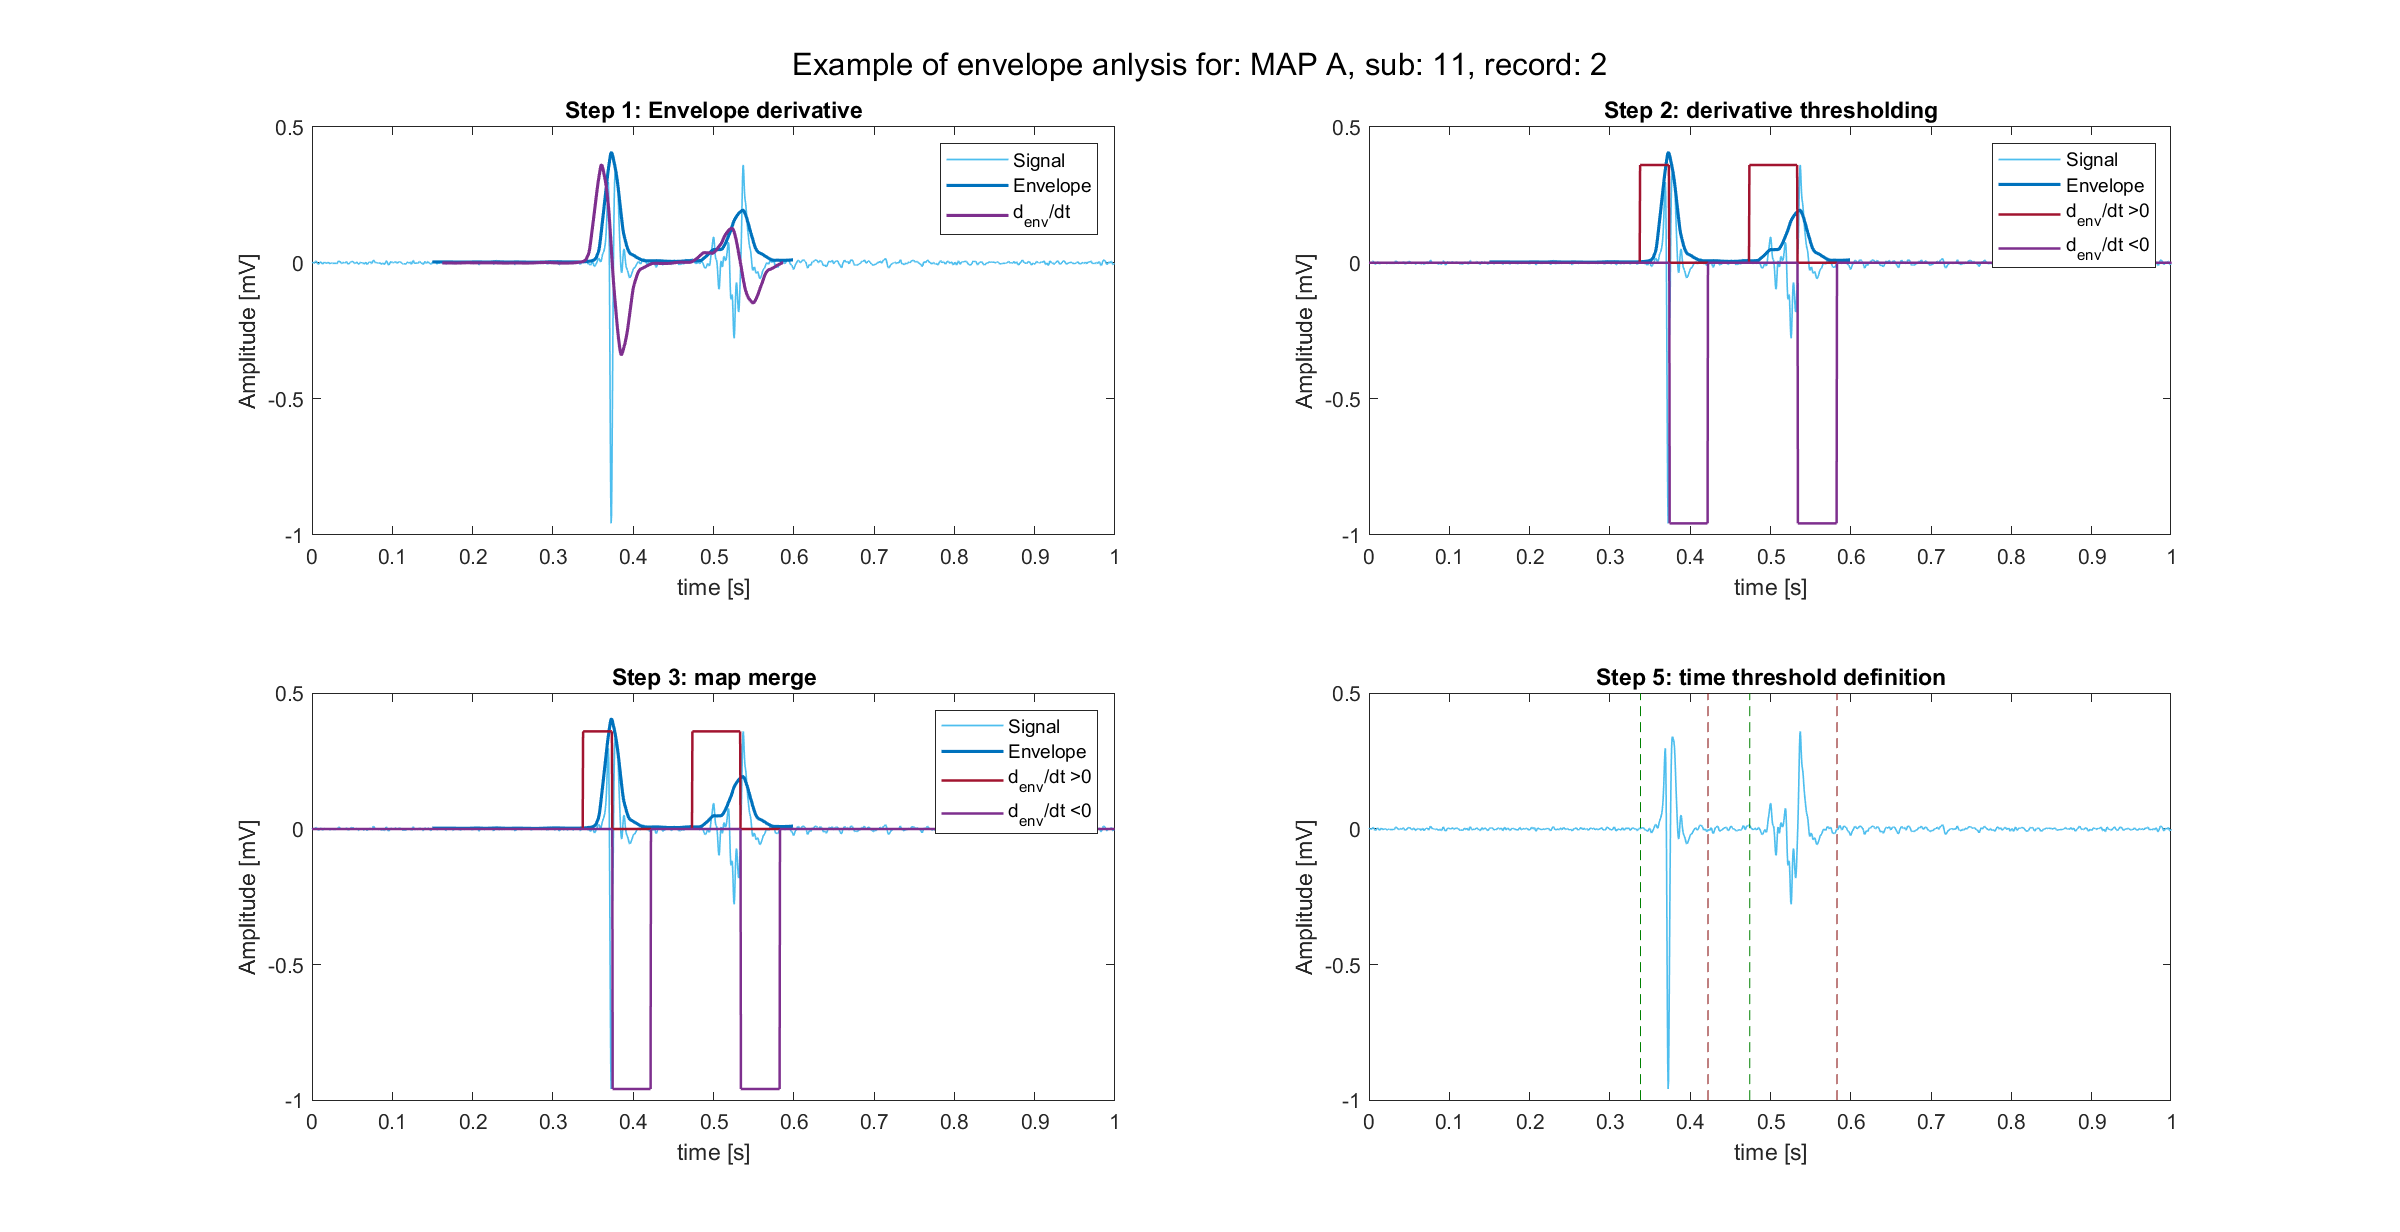 Example of envelope anlysis for: MAP A, sub: 11, record: 2
Step 1: Envelope derivative
0.5
0
-0.5
-1
Amplitude [mV]
Signal
Envelope
d_env/dt
0 0.1 0.2 0.3 0.4 0.5 0.6 0.7 0.8 0.9 1
time [s]
Step 2: derivative thresholding
0.5
0
-0.5
-1
Amplitude [mV]
Signal
Envelope
d_env/dt >0
d_env/dt <0
0 0.1 0.2 0.3 0.4 0.5 0.6 0.7 0.8 0.9 1
time [s]
Step 3: map merge
0.5
0
-0.5
-1
Amplitude [mV]
Signal
Envelope
d_env/dt >0
d_env/dt <0
0 0.1 0.2 0.3 0.4 0.5 0.6 0.7 0.8 0.9 1
time [s]
Step 5: time threshold definition
0.5
0
-0.5
-1
Amplitude [mV]
0 0.1 0.2 0.3 0.4 0.5 0.6 0.7 0.8 0.9 1
time [s]